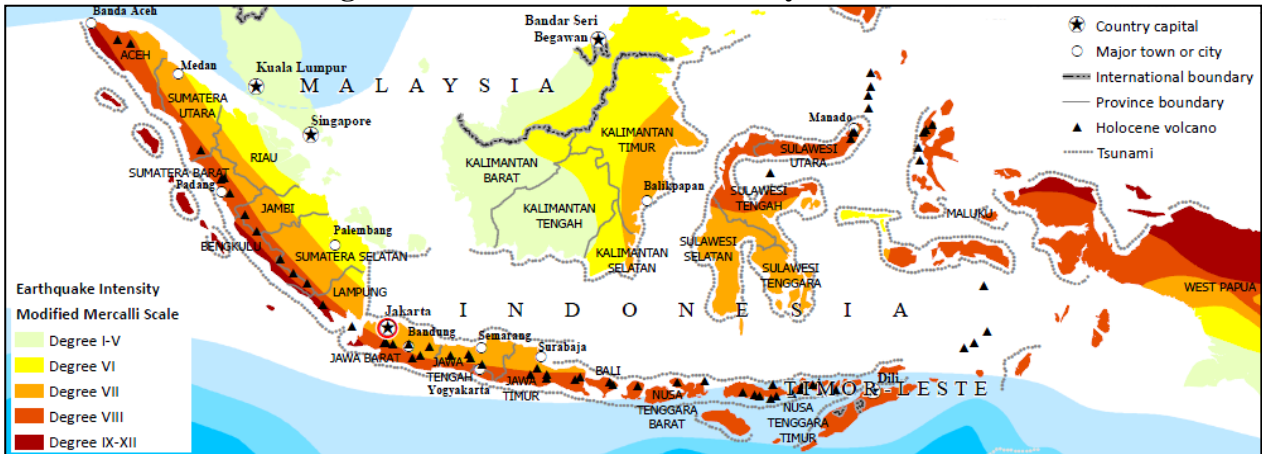 Banda Aceh
ACEH
Medan
SUMATERA
UTARA
Kuala Lumpur
M A L A Y S I A
Singapore
Bandar Seri
Begawan
RIAU
SUMATERA BARAT
Padang
JAMBI
BENGKULU
Palembang
SUMATERA SELATAN
LAMPUNG
KALIMANTAN
BARAT
KALIMANTAN
TENGAH
KALIMANTAN
TIMUR
Balikpapan
KALIMANTAN
SELATAN
Manado
SULAWESI
UTARA
SULAWESI
TENGAH
SULAWESI
SELATAN
SULAWESI
TENGGARA
MALUKU
WEST PAPUA
I N D O N E S I A
Jakarta
Bandung
JAWA BARAT
Semarang
JAWA
TENGAH
Yogyakarta
Surabaja
JAWA
TIMUR
BALI
NUSA
TENGGARA
BARAT
NUSA
TENGGARA
TIMUR
Dili
TIMOR-LESTE
Country capital
Major town or city
International boundary
Province boundary
Holocene volcano
Tsunami
Earthquake Intensity
Modified Mercalli Scale
Degree I-V
Degree VI
Degree VII
Degree VIII
Degree IX-XII